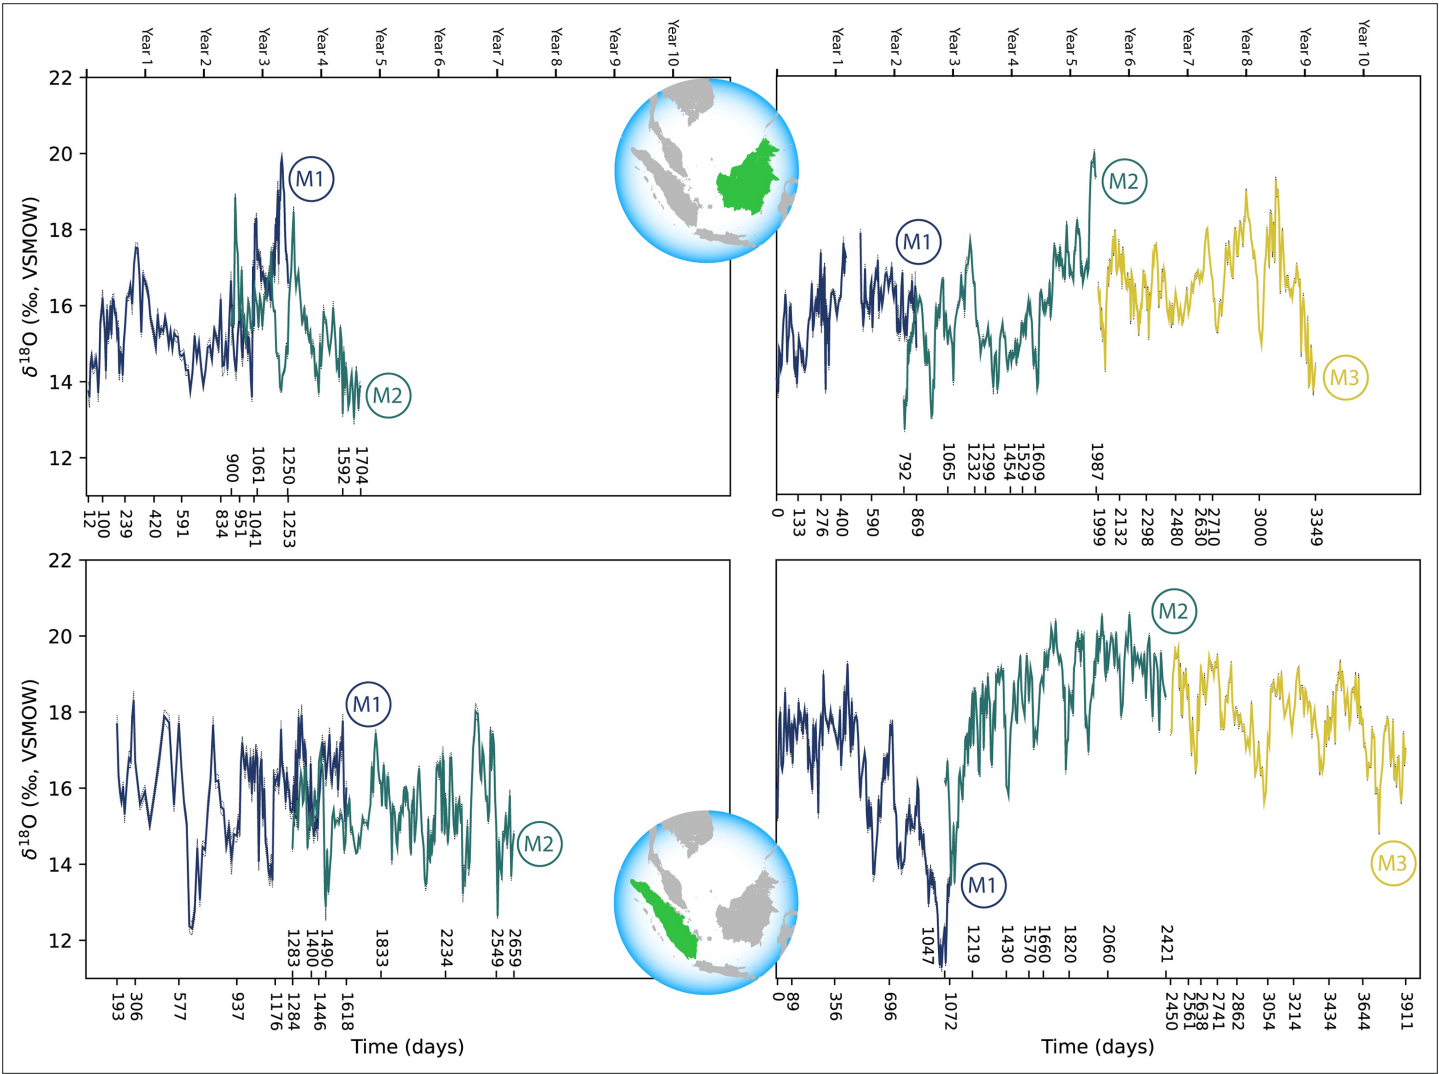 Year 1 Year 2 Year 3 Year 4 Year 5 Year 6 Year 7 Year 8 Year 9 Year 10
Year 1 Year 2 Year 3 Year 4 Year 5 Year 6 Year 7 Year 8 Year 9 Year 10
22
20
18
16
14
12
δ18O (‰, VSMOW)
M1
M2
900 1061 1250 1592 1704
12 100 239 420 591 834 951 1041 1253
M1
M2
M3
792 1065 1232 1299 1454 1529 1609 1987
0 133 276 400 590 869 1999 2132 2298 2480 2630 2710 3000 3349
22
20
18
16
14
12
δ18O (‰, VSMOW)
M1
M2
1283 1400 1490 1833 2234 2549 2659
193 306 577 937 1176 1284 1446 1618
Time (days)
M2
M1
M3
1047 1219 1430 1570 1660 1820 2060 2421
0 89 356 696 1072 2450 2561 2638 2741 2862 3054 3214 3434 3644 3911
Time (days)